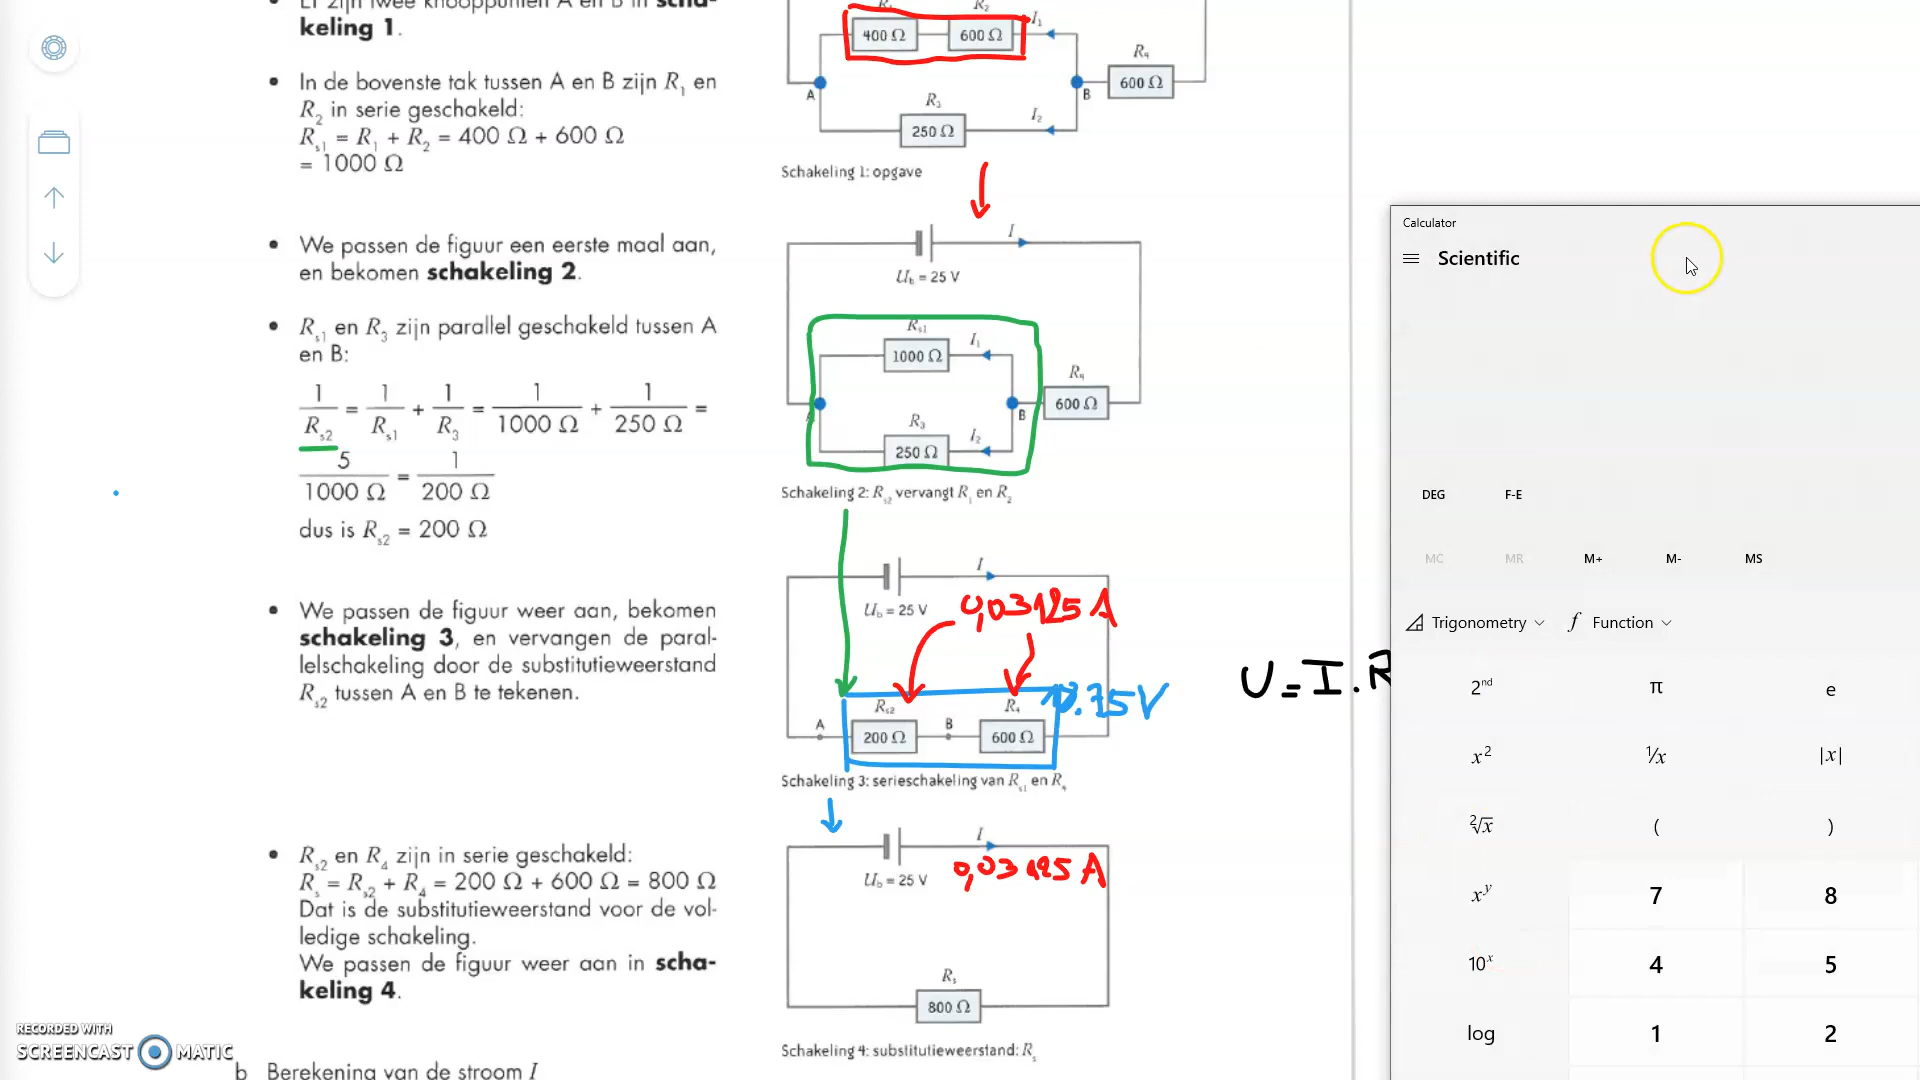 Er zijn twee knooppunten A en B in scha-
keling 1.
In de bovenste tak tussen A en B zijn R1 en
R2 in serie geschakeld:
Rs1 = R1 + R2 = 400 Ω + 600 Ω
= 1000 Ω
We passen de figuur een eerste maal aan,
en bekomen schakeling 2.
Rs1 en R3 zijn parallel geschakeld tussen A
en B:
1/Rs2 = 1/Rs1 + 1/R3 = 1/1000 Ω + 1/250 Ω =
5/1000 Ω = 1/200 Ω
dus is Rs2 = 200 Ω
We passen de figuur weer aan, bekomen
schakeling 3, en vervangen de paral-
lelschakeling door de substitutieweerstand
Rs2 tussen A en B te tekenen.
Rs2 en R4 zijn in serie geschakeld:
Rs = Rs2 + R4 = 200 Ω + 600 Ω = 800 Ω
Dat is de substitutieweerstand voor de vol-
ledige schakeling.
We passen de figuur weer aan in scha-
keling 4.
b Berekening van de stroom I
R1 R2 I1
400 Ω 600 Ω
R4
600 Ω
A B
R3 I2
250 Ω
Schakeling 1: opgave
I
Ub = 25 V
Rs1 I1
1000 Ω
R4
600 Ω
A B
R3 I2
250 Ω
Schakeling 2: Rs2 vervangt R1 en R2
I
Ub = 25 V
0,03125 A
18.75 V
Rs2 R4
A B
200 Ω 600 Ω
Schakeling 3: serieschakeling van Rs1 en R4
I
Ub = 25 V
0,03125 A
Rs
800 Ω
Schakeling 4: substitutieweerstand: Rs
U = I . R
Calculator
Scientific
DEG F-E
MC MR M+ M- MS
Trigonometry Function
2nd π e
x² 1/x |x|
²√x ( )
xʸ 7 8
10ˣ 4 5
log 1 2
RECORDED WITH
SCREENCAST MATIC